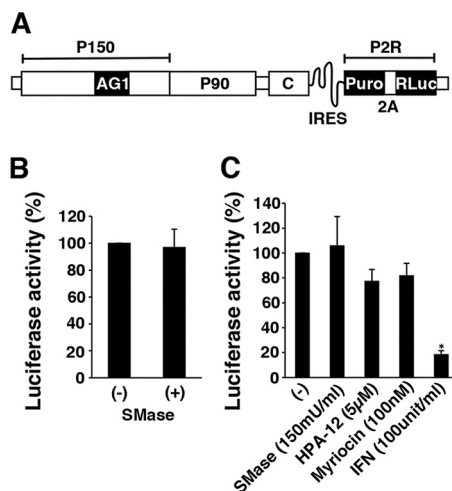 A
P150
P2R
AG1
P90
C
Puro
RLuc
IRES
2A
B
Luciferase activity (%)
120
100
80
60
40
20
0
(-)
(+)
SMase
C
Luciferase activity (%)
140
120
100
80
60
40
20
0
*
(-)
SMase (150mU/ml)
HPA-12 (5μM)
Myriocin (100nM)
IFN (100unit/ml)